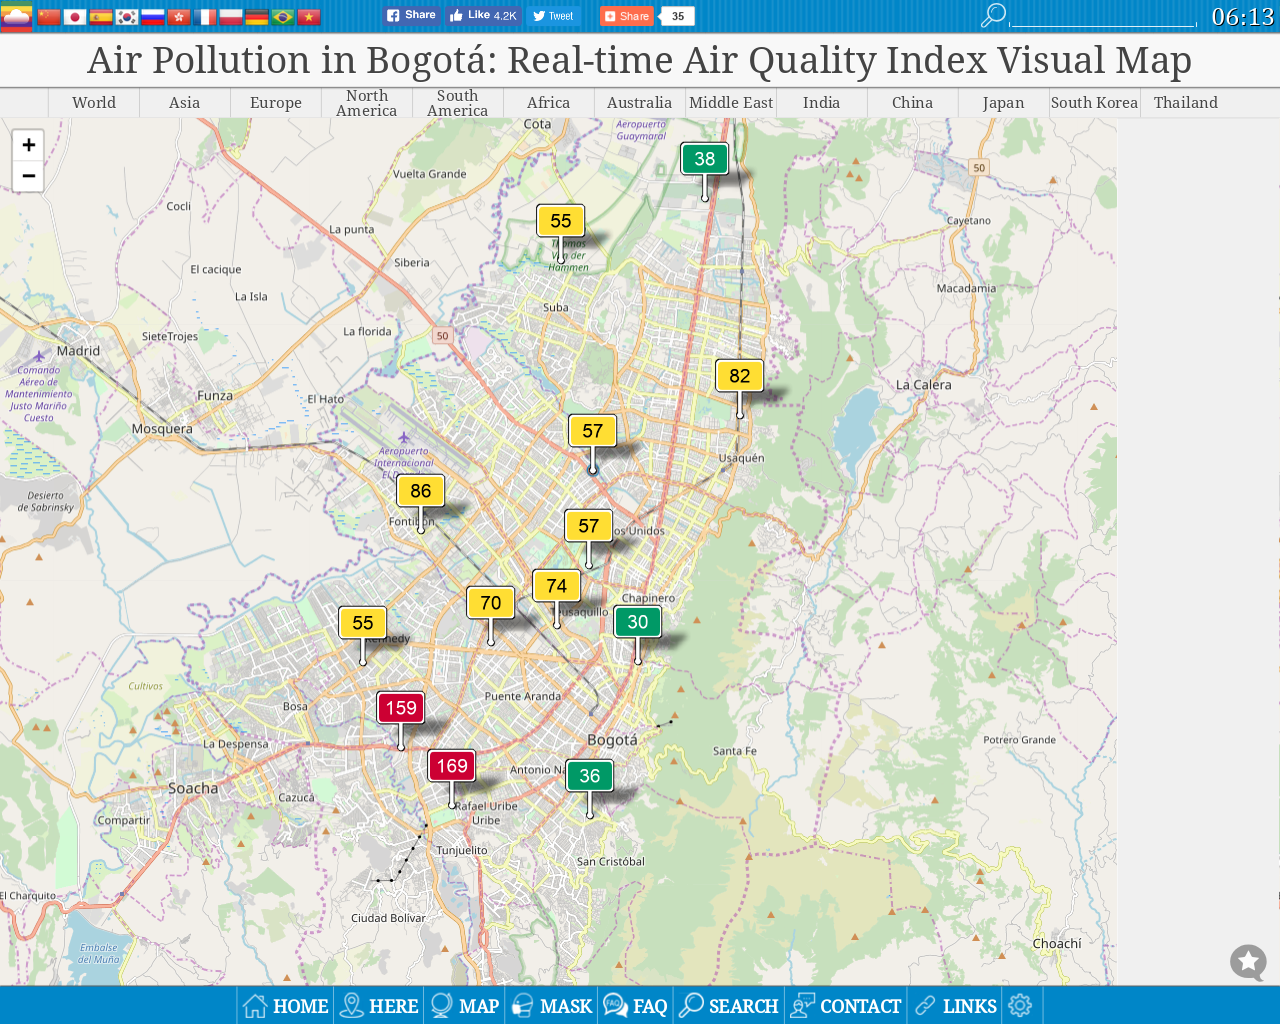 Share
Like 4.2K
Tweet
Share
35
06:13
Air Pollution in Bogotá: Real-time Air Quality Index Visual Map
World
Asia
Europe
North
America
South
America
Africa
Australia
Middle East
India
China
Japan
South Korea
Thailand
+
−
Cota
Aeropuerto
Guaymaral
38
50
Vuelta Grande
Cocli
55
Cayetano
La punta
Thomas
Van der
Hammen
Siberia
El cacique
Macadamia
La Isla
Suba
La florida
SieteTrojes
50
Madrid
Comando
Aéreo de
Mantenimiento
Justo Mariño
Cuesto
82
La Calera
Funza
El Hato
Mosquera
57
Aeropuerto
Internacional
Usaquén
86
Desierto
de Sabrinsky
Fontibón
57
os Unidos
74
Chapinero
70
eusaquillo
30
55
Kennedy
Cultivos
Puente Aranda
Bosa
159
Bogotá
Potrero Grande
La Despensa
Santa Fe
169
Antonio Na
36
Soacha
Cazucá
Rafael Uribe
Uribe
Compartir
Tunjuelito
San Cristóbal
El Charquito
Ciudad Bolívar
Embalse
del Muña
Choachí
HOME
HERE
MAP
MASK
FAQ
FAQ
SEARCH
CONTACT
LINKS